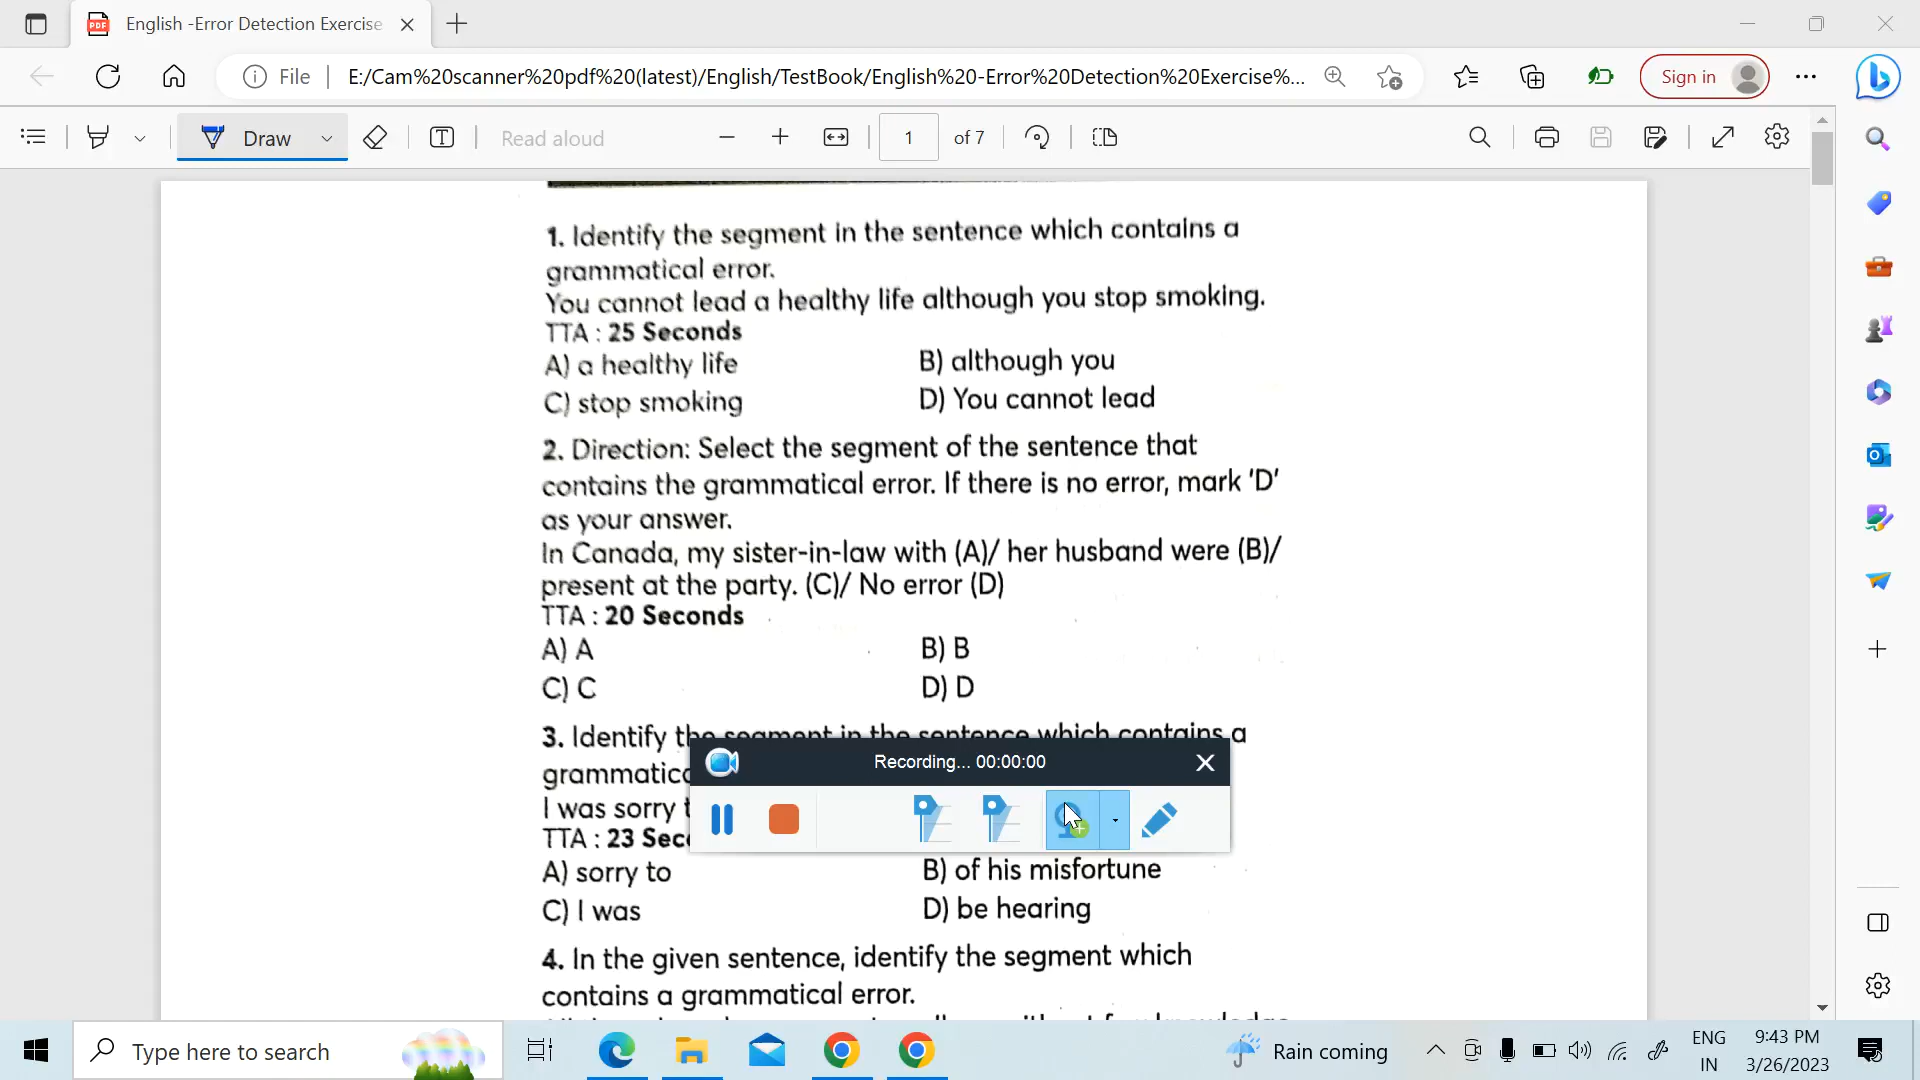 English -Error Detection Exercise
File
E:/Cam%20scanner%20pdf%20(latest)/English/TestBook/English%20-Error%20Detection%20Exercise%...
Sign in
Draw
Read aloud
1
of 7
1. Identify the segment in the sentence which contains a
grammatical error.
You cannot lead a healthy life although you stop smoking.
TTA : 25 Seconds
A) a healthy life
B) although you
C) stop smoking
D) You cannot lead
2. Direction: Select the segment of the sentence that
contains the grammatical error. If there is no error, mark 'D'
as your answer.
In Canada, my sister-in-law with (A)/ her husband were (B)/
present at the party. (C)/ No error (D)
TTA : 20 Seconds
A) A
B) B
C) C
D) D
3. Identify the segment in the sentence which contains a
Recording... 00:00:00
I was sorry
TTA : 23
A) sorry to
B) of his misfortune
C) I was
D) be hearing
4. In the given sentence, identify the segment which
contains a grammatical error.
Type here to search
Rain coming
ENG
IN
9:43 PM
3/26/2023